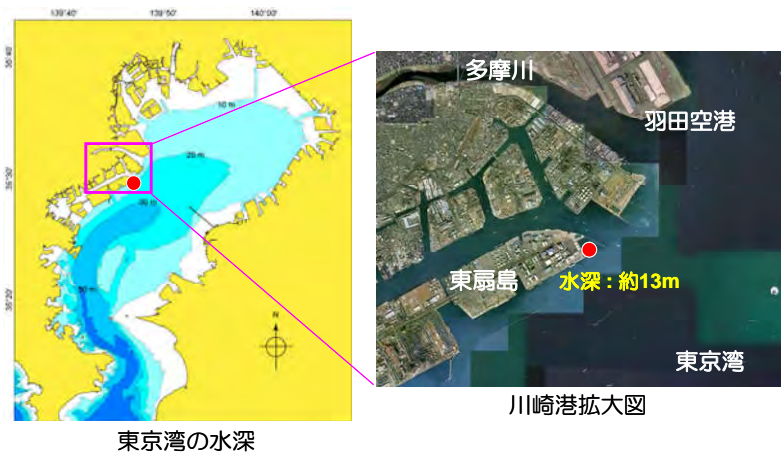 139°40'
139°50'
140°00'
35°40'
10 m
20 m
35°30'
30 m
35°20'
50 m
N
東京湾の水深
多摩川
羽田空港
東扇島
水深：約13m
東京湾
川崎港拡大図